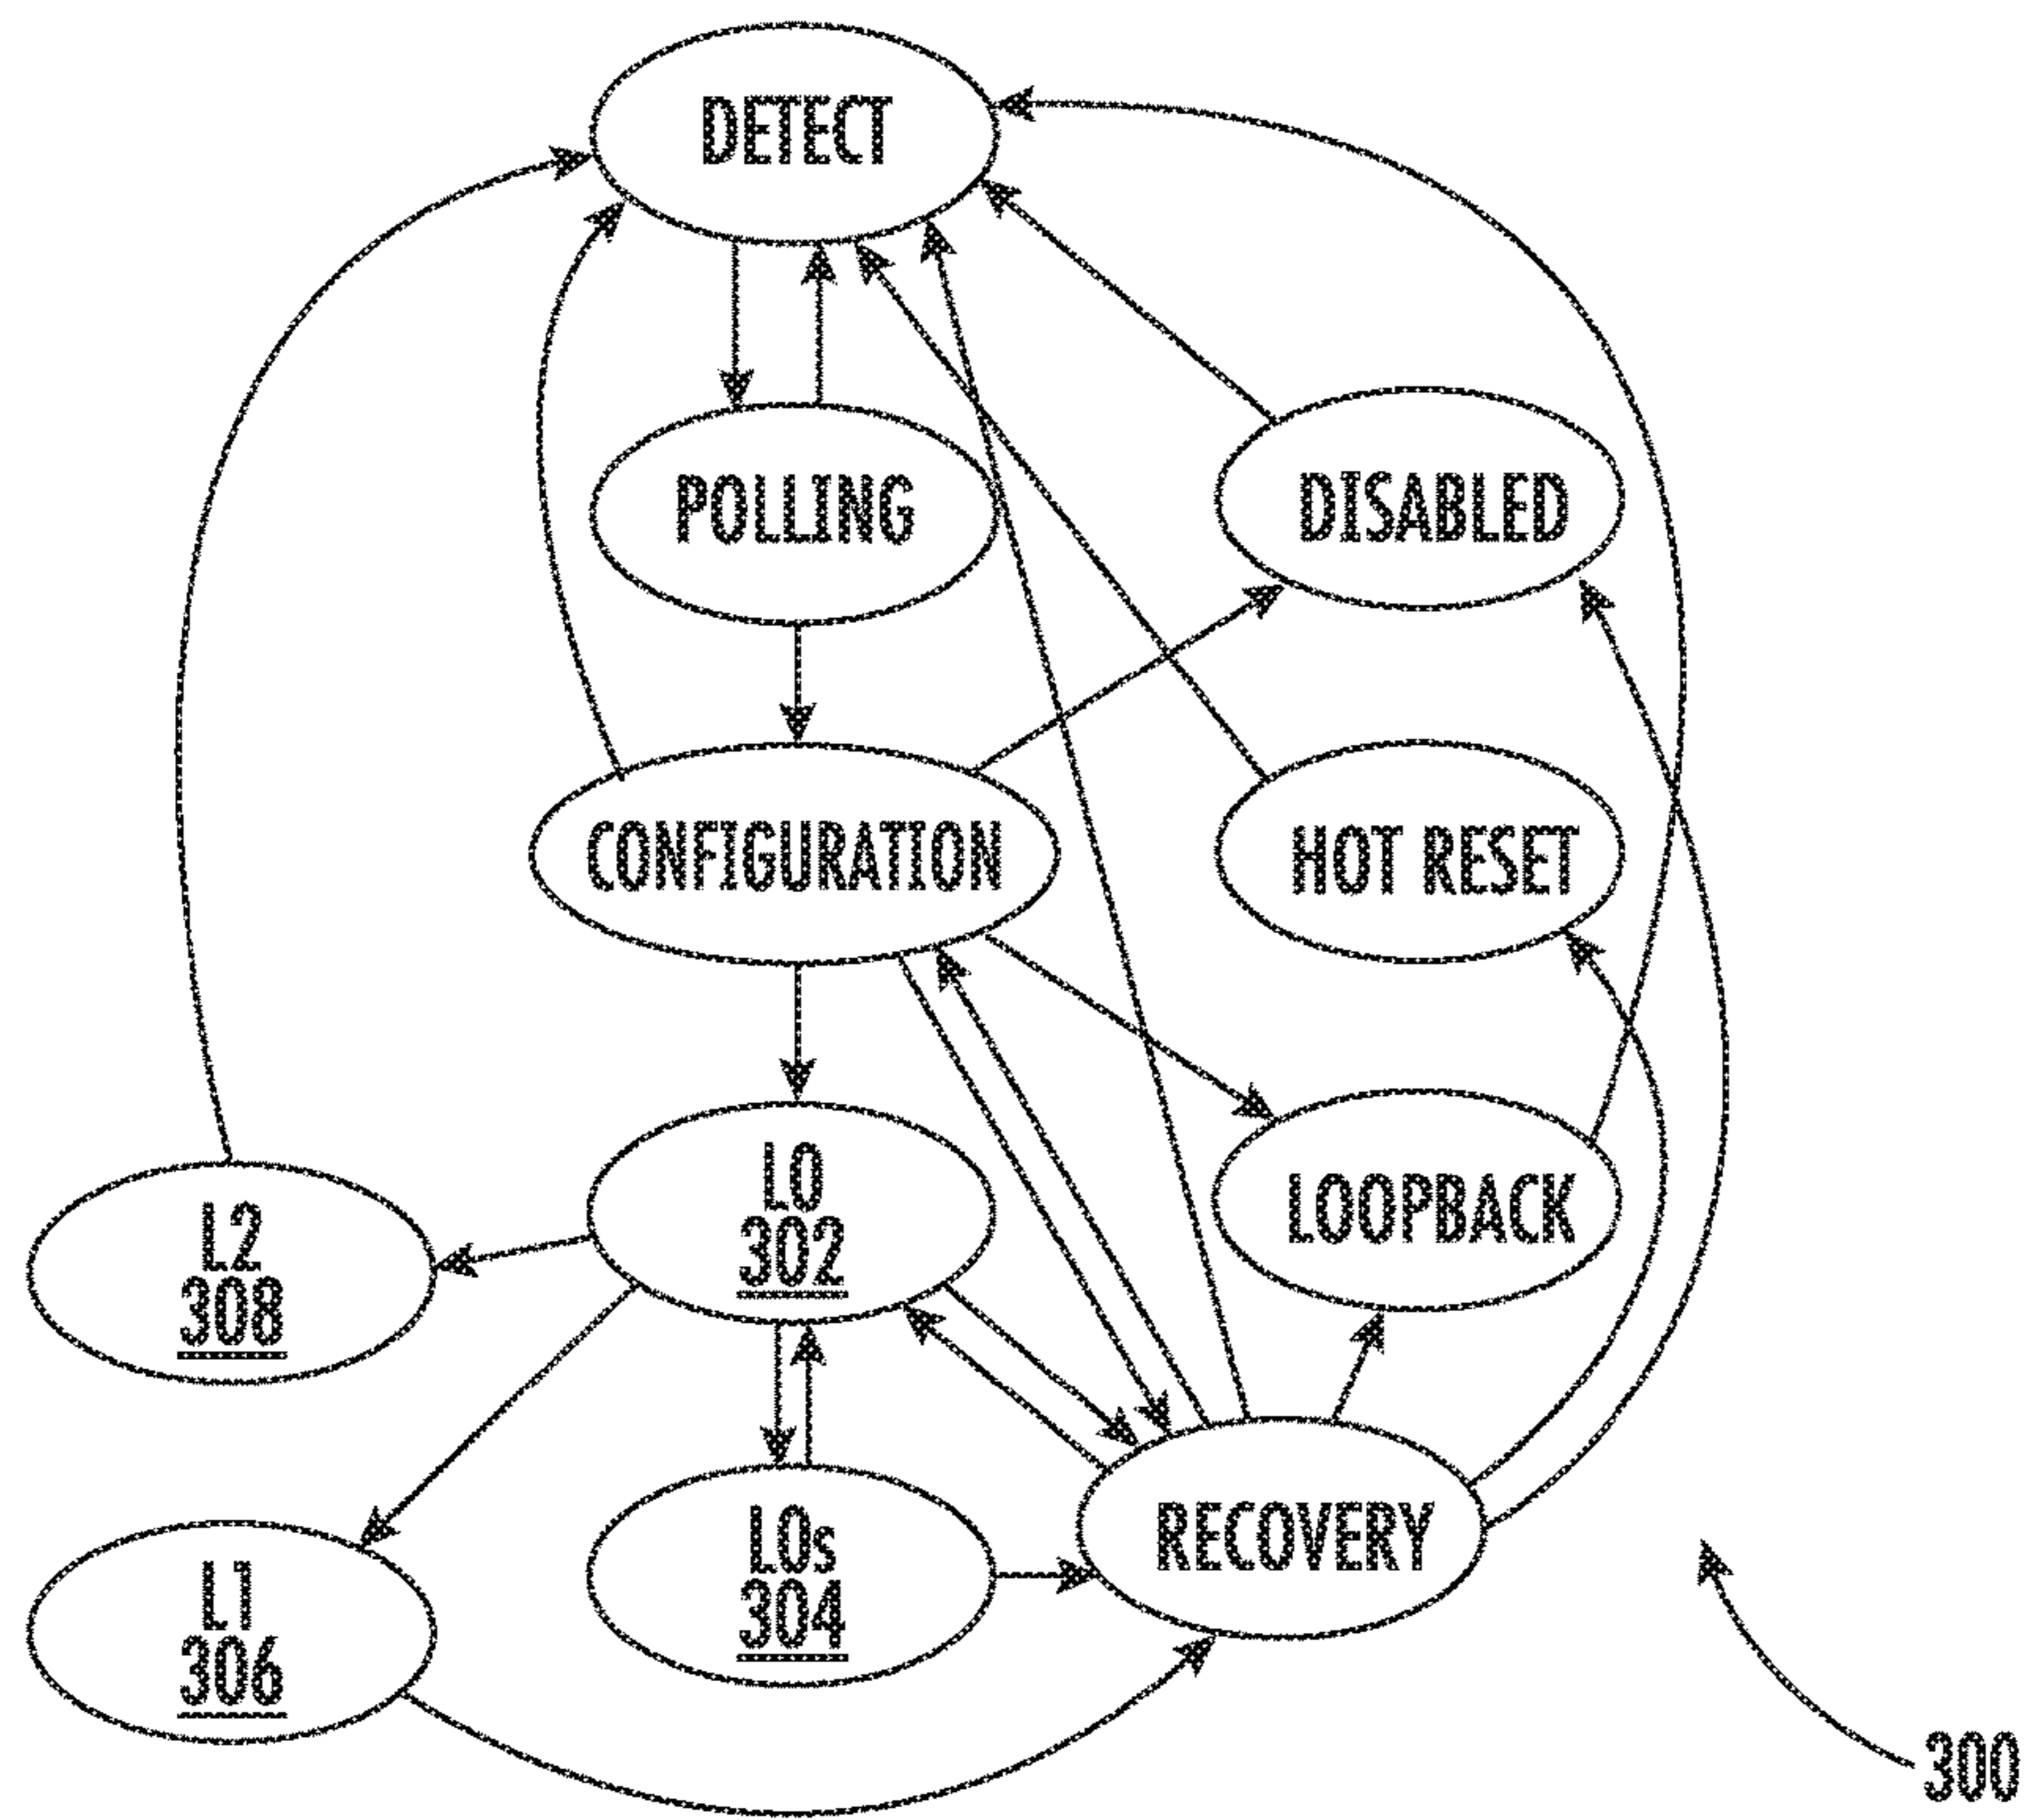 DETECT
POLLING
DISABLED
CONFIGURATION
HOT RESET
L0
302
LOOPBACK
L2
308
L0s
304
RECOVERY
L1
306
300